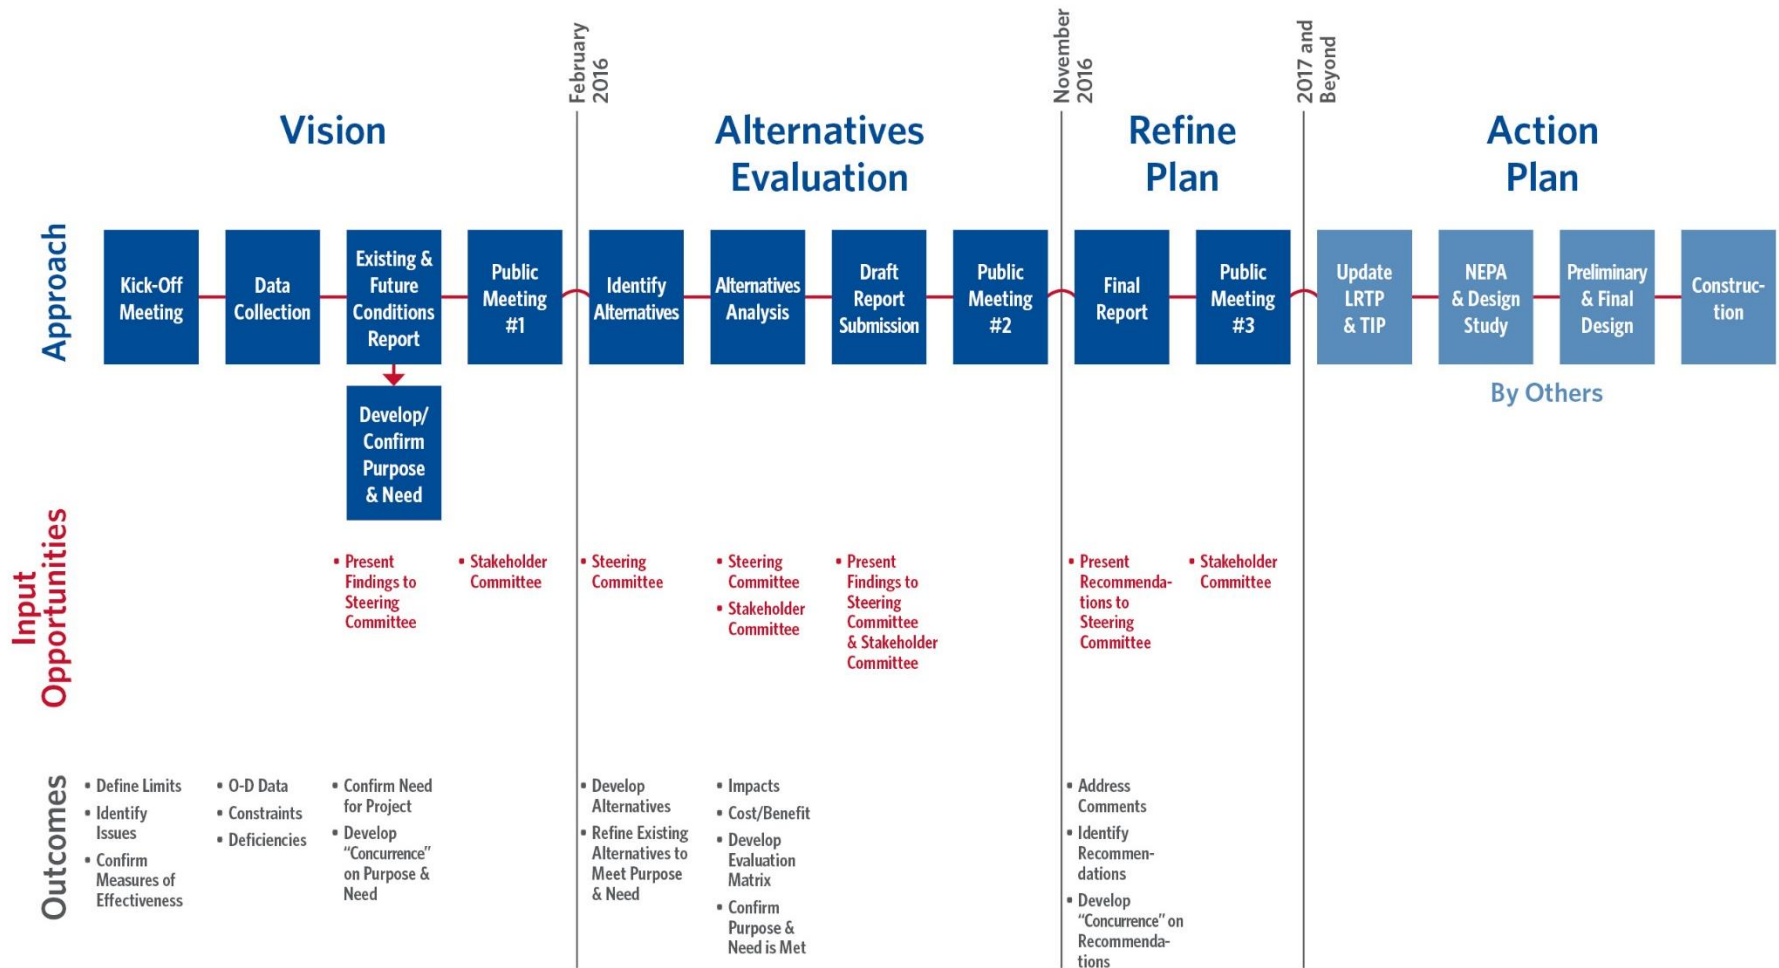 February
2016
November
2016
2017 and
Beyond
Vision
Alternatives
Evaluation
Refine
Plan
Action
Plan
Approach
Kick-Off
Meeting
Data
Collection
Existing &
Future
Conditions
Report
Public
Meeting
#1
Identify
Alternatives
Alternatives
Analysis
Draft
Report
Submission
Public
Meeting
#2
Final
Report
Public
Meeting
#3
Update
LRTP
& TIP
NEPA
& Design
Study
Preliminary
& Final
Design
Construc-
tion
Develop/
Confirm
Purpose
& Need
By Others
Input
Opportunities
• Present
Findings to
Steering
Committee
• Stakeholder
Committee
• Steering
Committee
• Steering
Committee
• Stakeholder
Committee
• Present
Findings to
Steering
Committee
& Stakeholder
Committee
• Present
Recommenda-
tions to
Steering
Committee
• Stakeholder
Committee
Outcomes
• Define Limits
• Identify
Issues
• Confirm
Measures of
Effectiveness
• O-D Data
• Constraints
• Deficiencies
• Confirm Need
for Project
• Develop
“Concurrence”
on Purpose &
Need
• Develop
Alternatives
• Refine Existing
Alternatives to
Meet Purpose
& Need
• Impacts
• Cost/Benefit
• Develop
Evaluation
Matrix
• Confirm
Purpose &
Need is Met
• Address
Comments
• Identify
Recommen-
dations
• Develop
“Concurrence” on
Recommenda-
tions